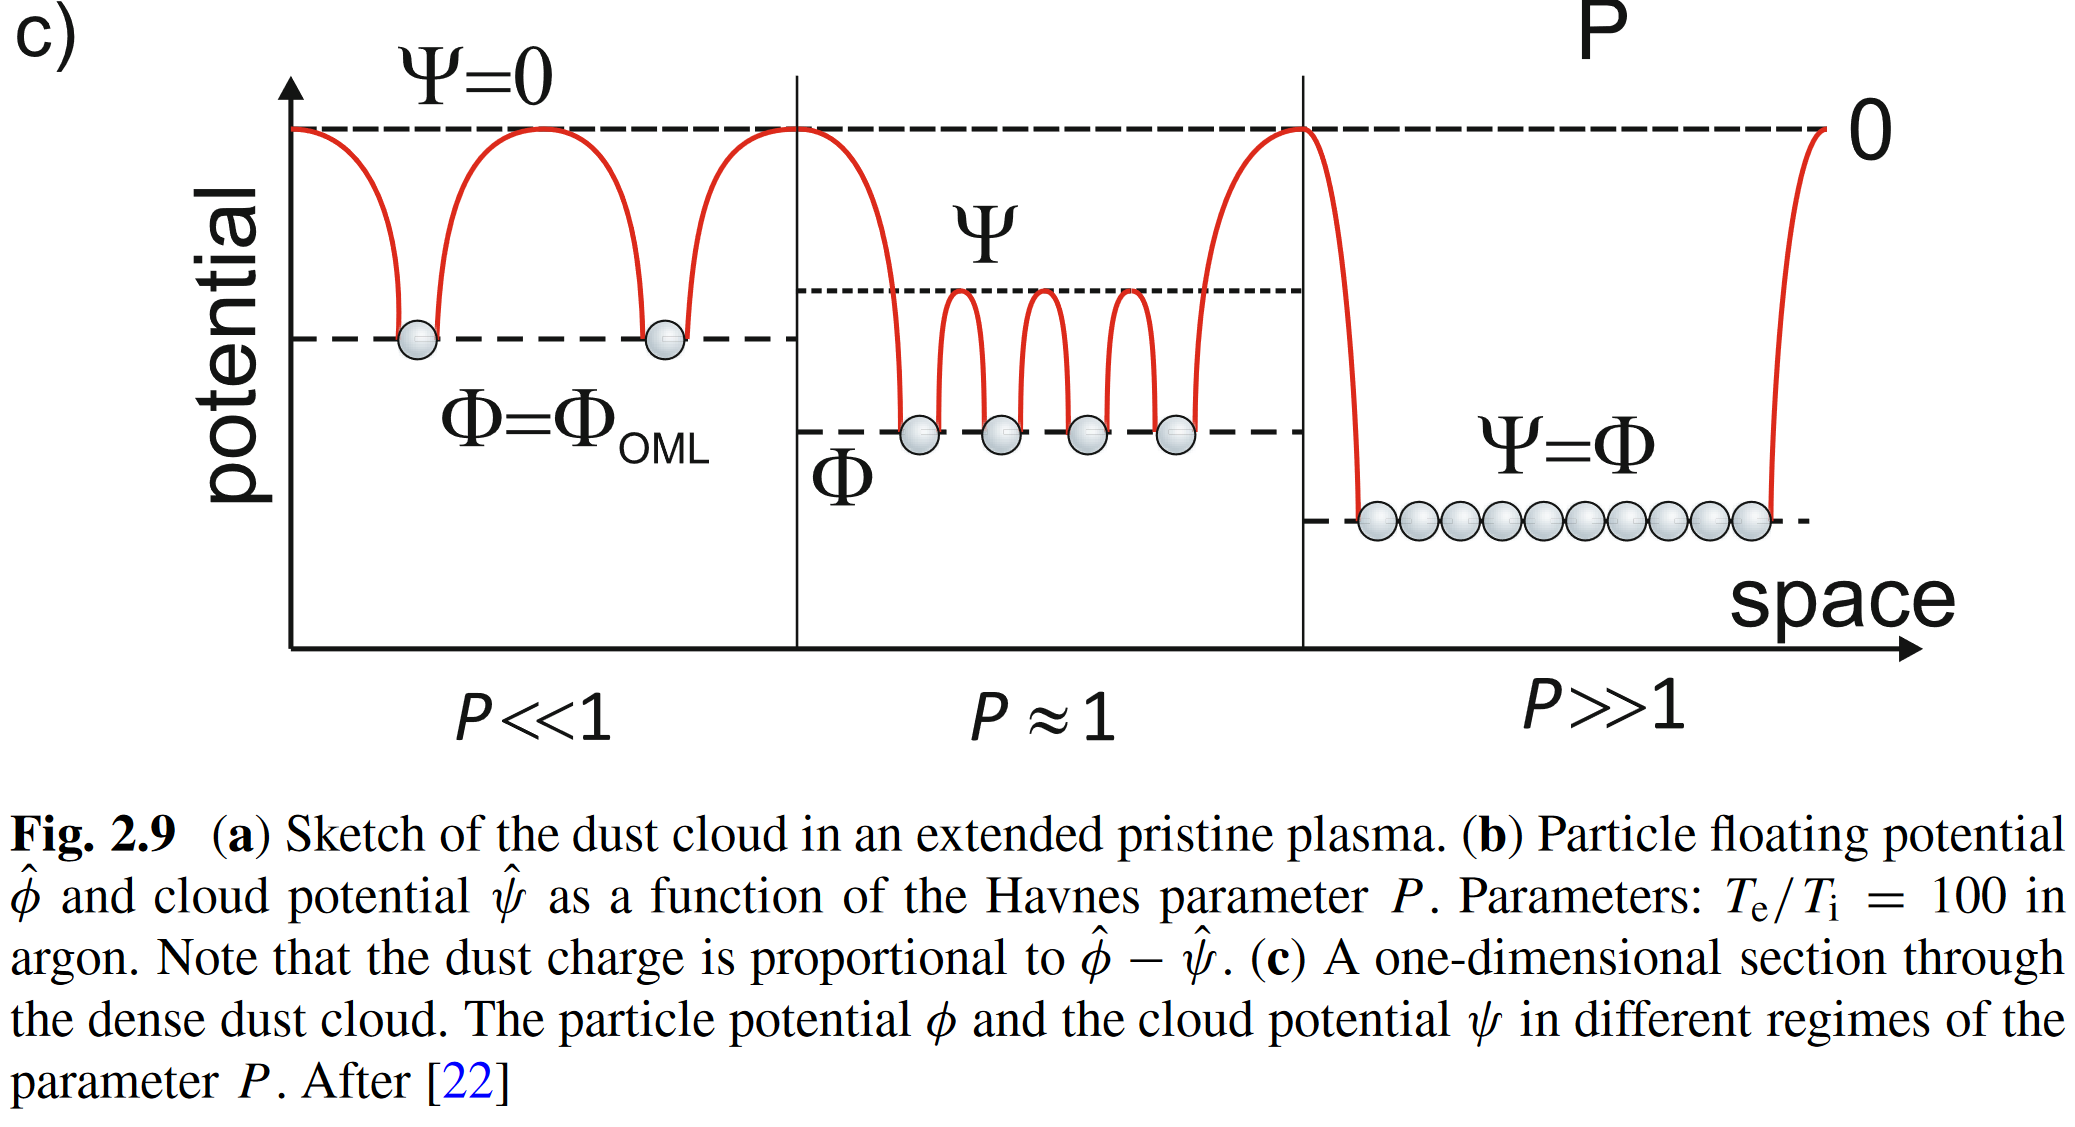 c)
P
Ψ=0
0
potential
Ψ
Φ=Φ_OML
Φ
Ψ=Φ
space
P<<1
P ≈ 1
P>>1
Fig. 2.9 (a) Sketch of the dust cloud in an extended pristine plasma. (b) Particle floating potential
ϕ̂ and cloud potential ψ̂ as a function of the Havnes parameter P. Parameters: T_e/T_i = 100 in
argon. Note that the dust charge is proportional to ϕ̂ − ψ̂. (c) A one-dimensional section through
the dense dust cloud. The particle potential ϕ and the cloud potential ψ in different regimes of the
parameter P. After [22]